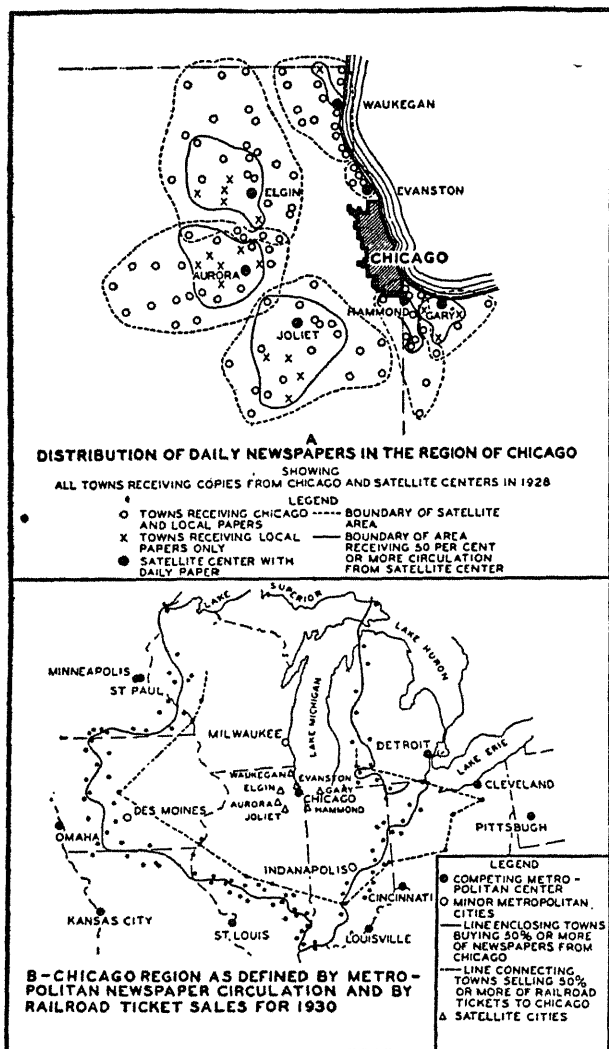 WAUKEGAN
ELGIN
EVANSTON
CHICAGO
AURORA
HAMMOND
GARY
JOLIET
A
DISTRIBUTION OF DAILY NEWSPAPERS IN THE REGION OF CHICAGO
SHOWING
ALL TOWNS RECEIVING COPIES FROM CHICAGO AND SATELLITE CENTERS IN 1928
LEGEND
O TOWNS RECEIVING CHICAGO
AND LOCAL PAPERS
X TOWNS RECEIVING LOCAL
PAPERS ONLY
SATELLITE CENTER WITH
DAILY PAPER
BOUNDARY OF SATELLITE
AREA
BOUNDARY OF AREA
RECEIVING 50 PER CENT
OR MORE CIRCULATION
FROM SATELLITE CENTER
LAKE SUPERIOR
LAKE HURON
MINNEAPOLIS
ST PAUL
LAKE MICHIGAN
MILWAUKEE
DETROIT
LAKE ERIE
WAUKEGAN
EVANSTON
ELGIN
GARY
CHICAGO
CLEVELAND
AURORA
HAMMOND
JOLIET
DES MOINES
PITTSBUGH
OMAHA
INDIANAPOLIS
CINCINNATI
KANSAS CITY
ST. LOUIS
LOUISVILLE
LEGEND
COMPETING METRO-
POLITAN CENTER
MINOR METROPOLITAN
CITIES
LINE ENCLOSING TOWNS
BUYING 50% OR MORE
OF NEWSPAPERS FROM
CHICAGO
LINE CONNECTING
TOWNS SELLING 50%
OR MORE OF RAILROAD
TICKETS TO CHICAGO
SATELLITE CITIES
B-CHICAGO REGION AS DEFINED BY METRO-
POLITAN NEWSPAPER CIRCULATION AND BY
RAILROAD TICKET SALES FOR 1930